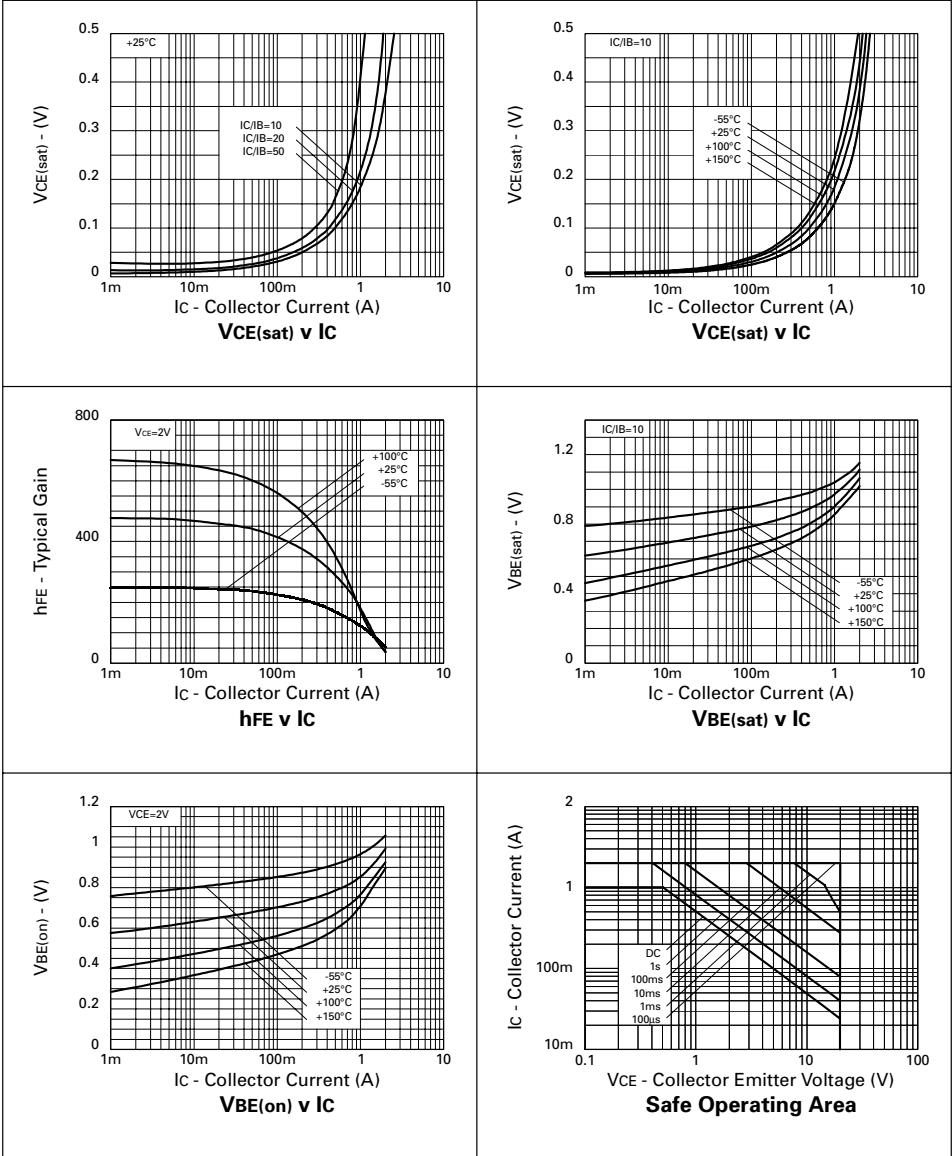 0.5
+25°C
0.4
IC/IB=10
0.3
IC/IB=20
IC/IB=50
0.2
0.1
0
VCE(sat) - (V)
1m 10m 100m 1 10
IC - Collector Current (A)
VCE(sat) v IC
0.5
IC/IB=10
0.4
0.3
-55°C
+25°C
+100°C
0.2
+150°C
0.1
0
VCE(sat) - (V)
1m 10m 100m 1 10
IC - Collector Current (A)
VCE(sat) v IC
800
VCE=2V
+100°C
+25°C
-55°C
400
0
hFE - Typical Gain
1m 10m 100m 1 10
IC - Collector Current (A)
hFE v IC
IC/IB=10
1.2
0.8
0.4
-55°C
+25°C
+100°C
+150°C
0
VBE(sat) - (V)
1m 10m 100m 1 10
IC - Collector Current (A)
VBE(sat) v IC
1.2
VCE=2V
1
0.8
0.6
0.4
-55°C
+25°C
0.2
+100°C
+150°C
0
VBE(on) - (V)
1m 10m 100m 1 10
IC - Collector Current (A)
VBE(on) v IC
2
1
DC
1s
100m
100ms
10ms
1ms
100µs
10m
IC - Collector Current (A)
0.1 1 10 100
VCE - Collector Emitter Voltage (V)
Safe Operating Area